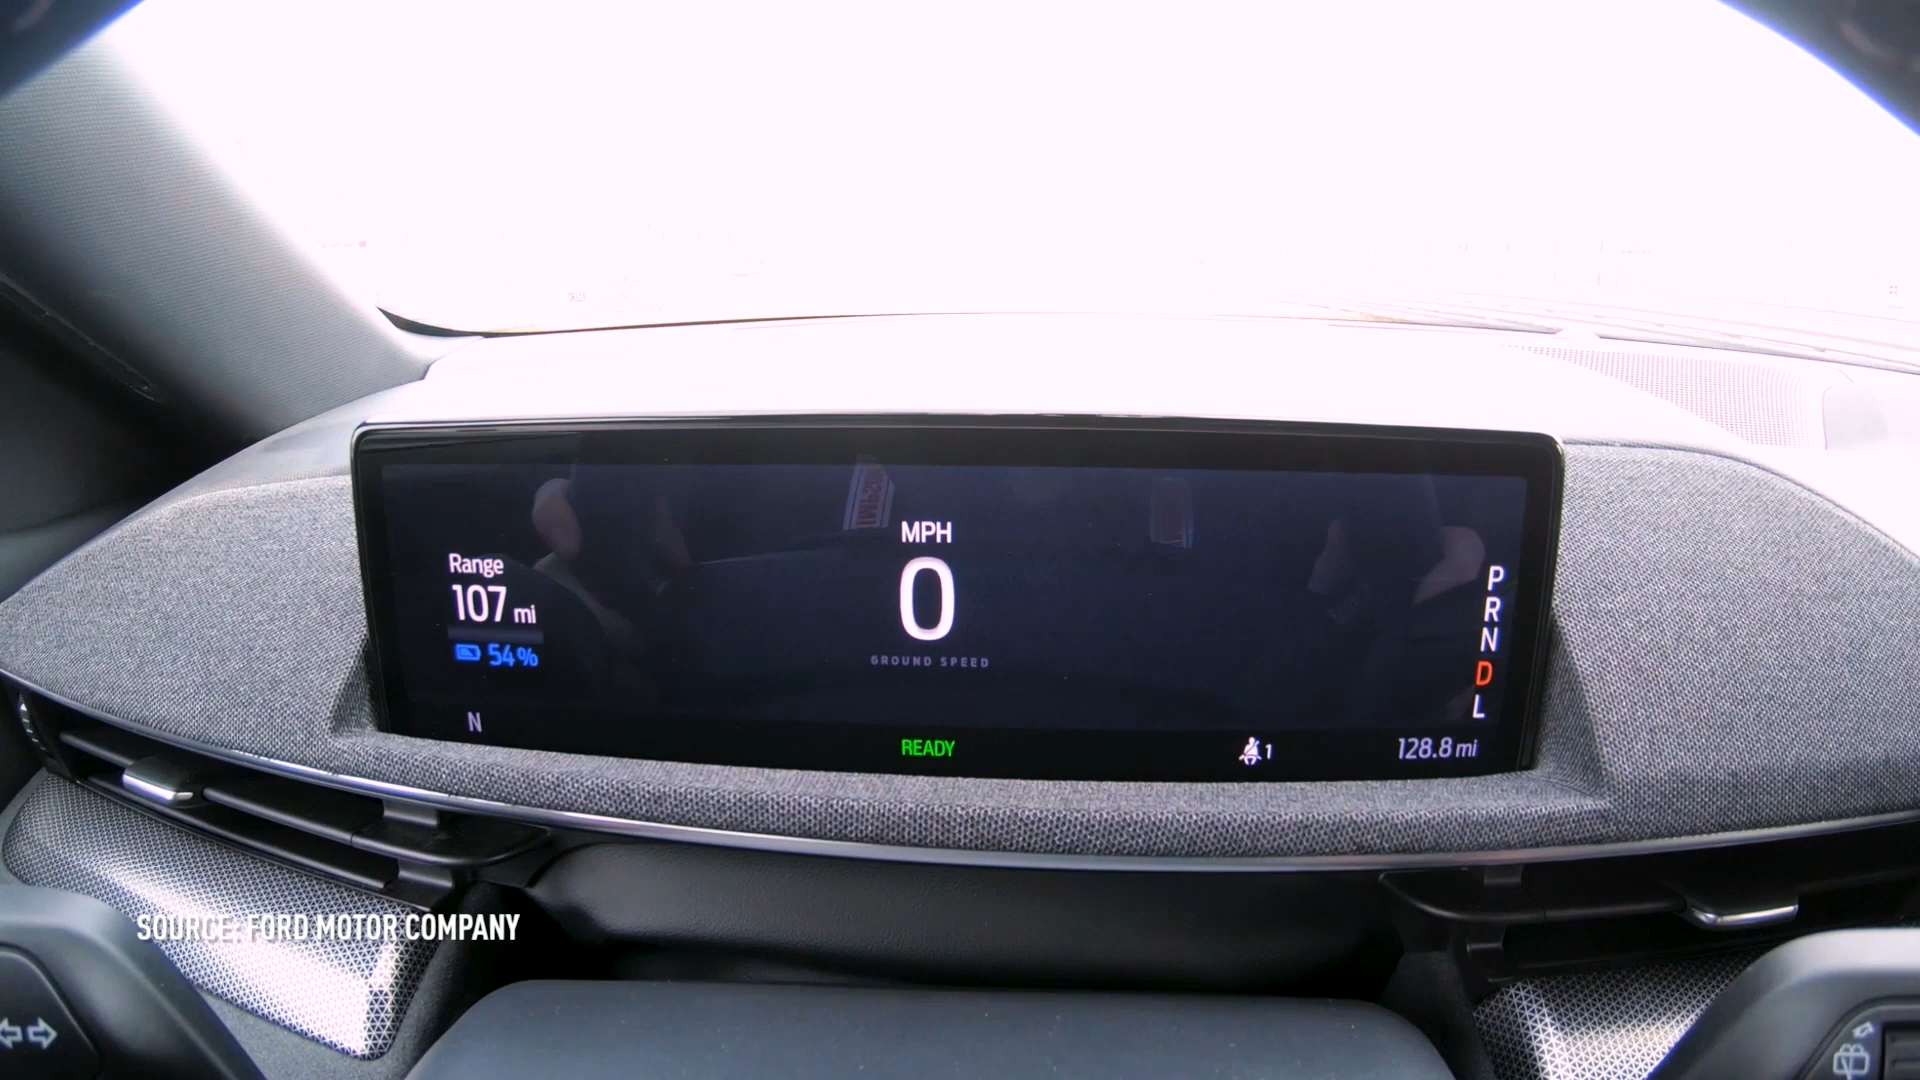 MPH
Range
107 mi
0
54%
GROUND SPEED
P
R
N
D
L
N
READY
1
128.8 mi
SOURCE: FORD MOTOR COMPANY